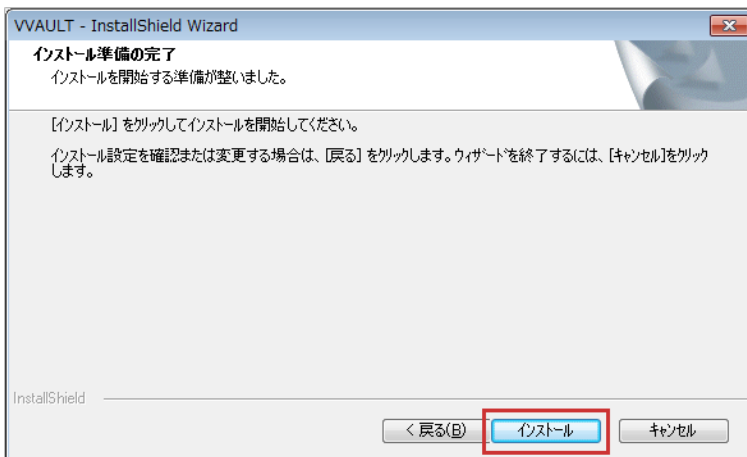 VVAULT - InstallShield Wizard
インストール準備の完了
インストールを開始する準備が整いました。
[インストール] をクリックしてインストールを開始してください。
インストール設定を確認または変更する場合は、[戻る] をクリックします。ウィザードを終了するには、[キャンセル]をクリック
します。
InstallShield
< 戻る(B) インストール キャンセル